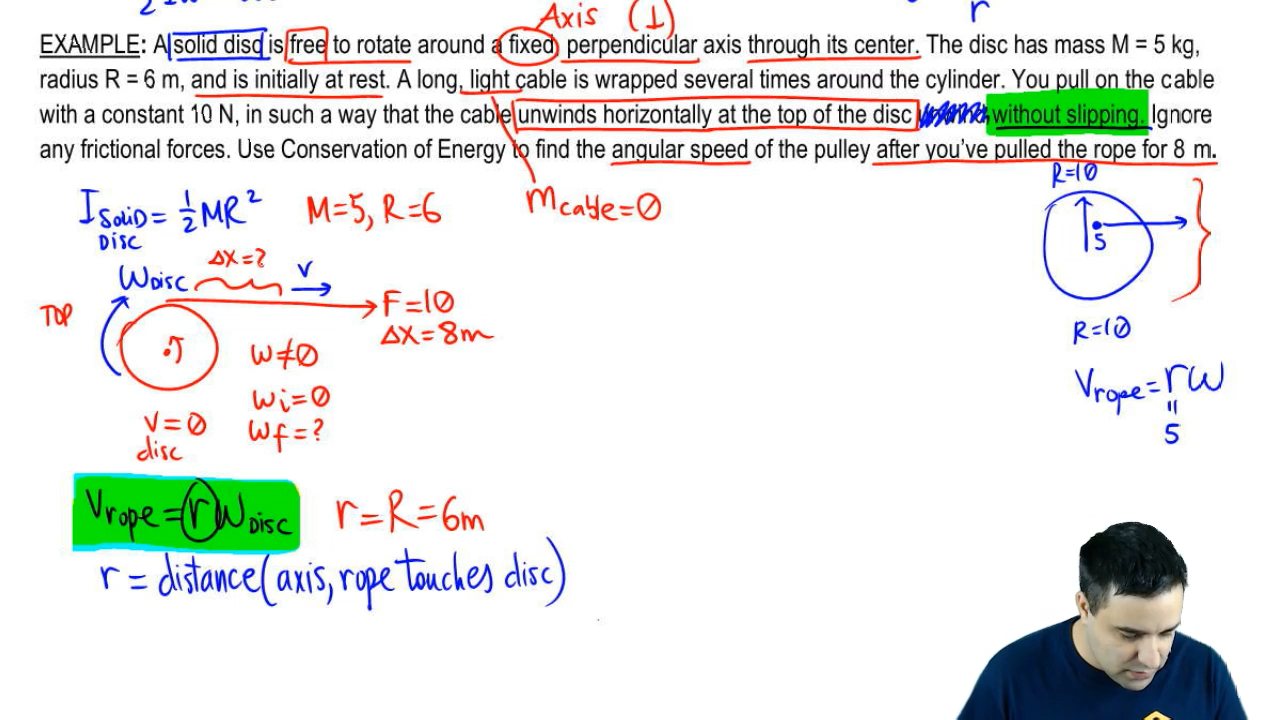 Axis (⊥)
r
EXAMPLE: A solid disc is free to rotate around a fixed perpendicular axis through its center. The disc has mass M = 5 kg,
radius R = 6 m, and is initially at rest. A long, light cable is wrapped several times around the cylinder. You pull on the cable
with a constant 10 N, in such a way that the cable unwinds horizontally at the top of the disc without slipping. Ignore
any frictional forces. Use Conservation of Energy to find the angular speed of the pulley after you've pulled the rope for 8 m.
I SOLID DISC = 1/2 MR² M=5, R=6
m cable = 0
R=10
5
R=10
V rope = r ω
"
5
Δx=?
ω DISC
v
TOP
F=10
Δx=8m
ω≠0
ωi=0
ωf=?
v=0
disc
V rope = r ω DISC
r=R=6m
r = distance(axis, rope touches disc)